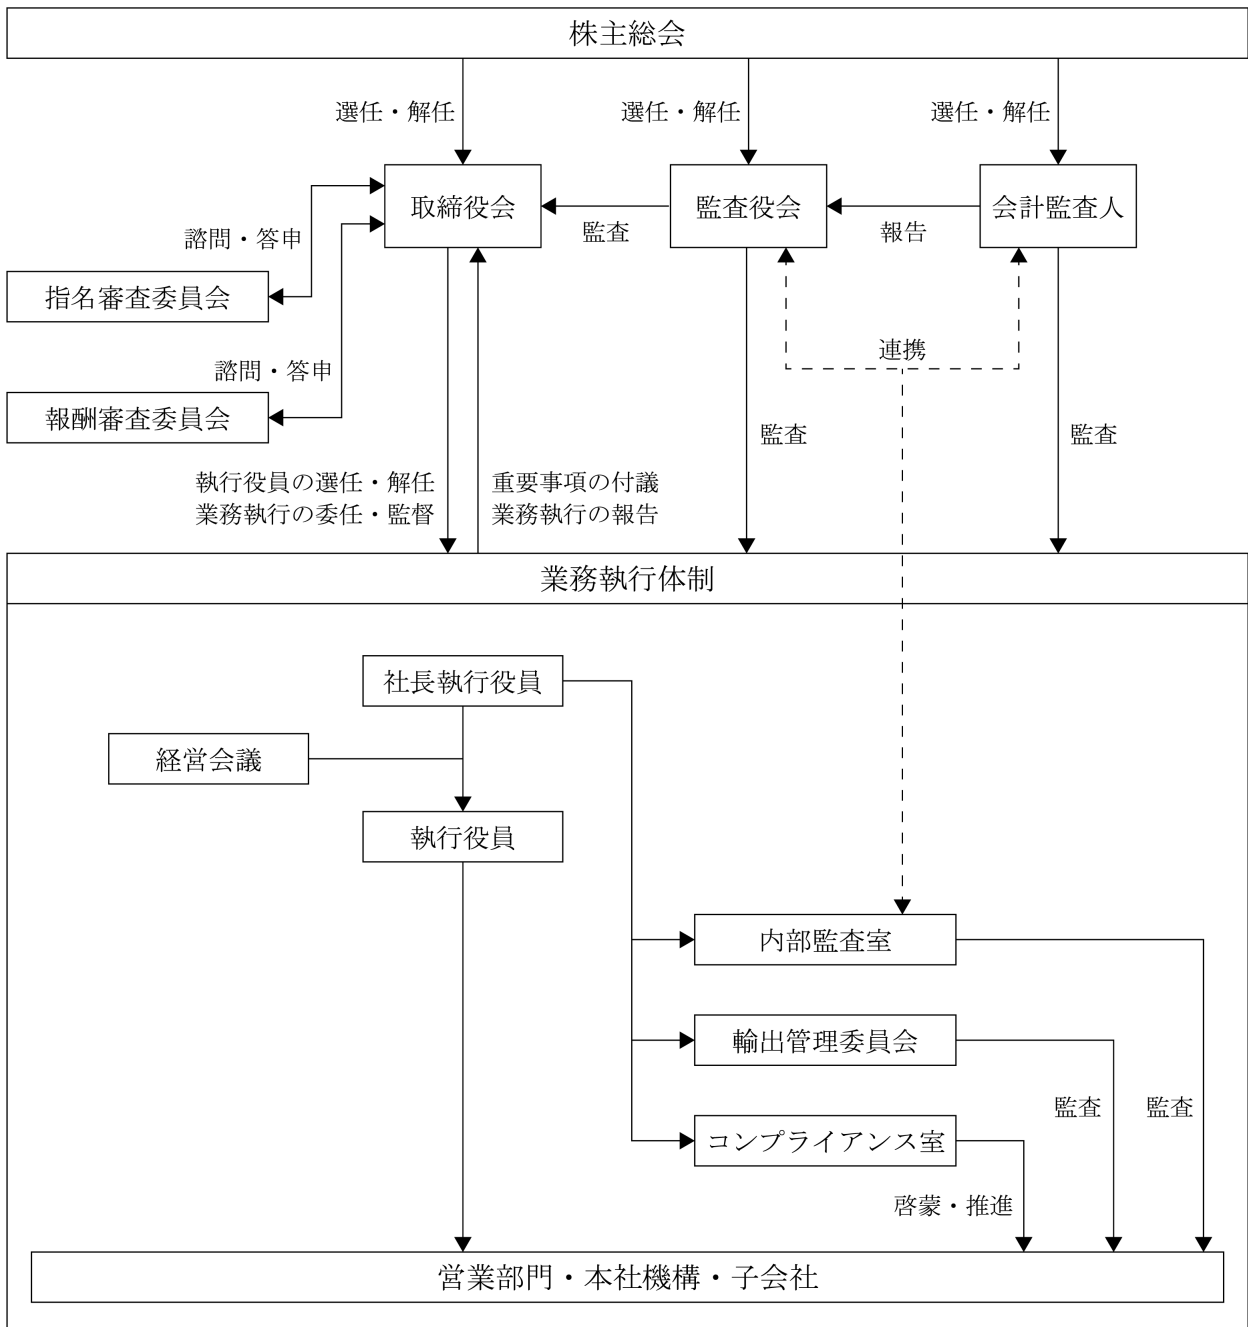 株主総会
選任・解任
選任・解任
選任・解任
取締役会
監査役会
会計監査人
監査
報告
諮問・答申
指名審査委員会
連携
諮問・答申
報酬審査委員会
監査
監査
執行役員の選任・解任
業務執行の委任・監督
重要事項の付議
業務執行の報告
業務執行体制
社長執行役員
経営会議
執行役員
内部監査室
輸出管理委員会
監査
監査
コンプライアンス室
啓蒙・推進
営業部門・本社機構・子会社